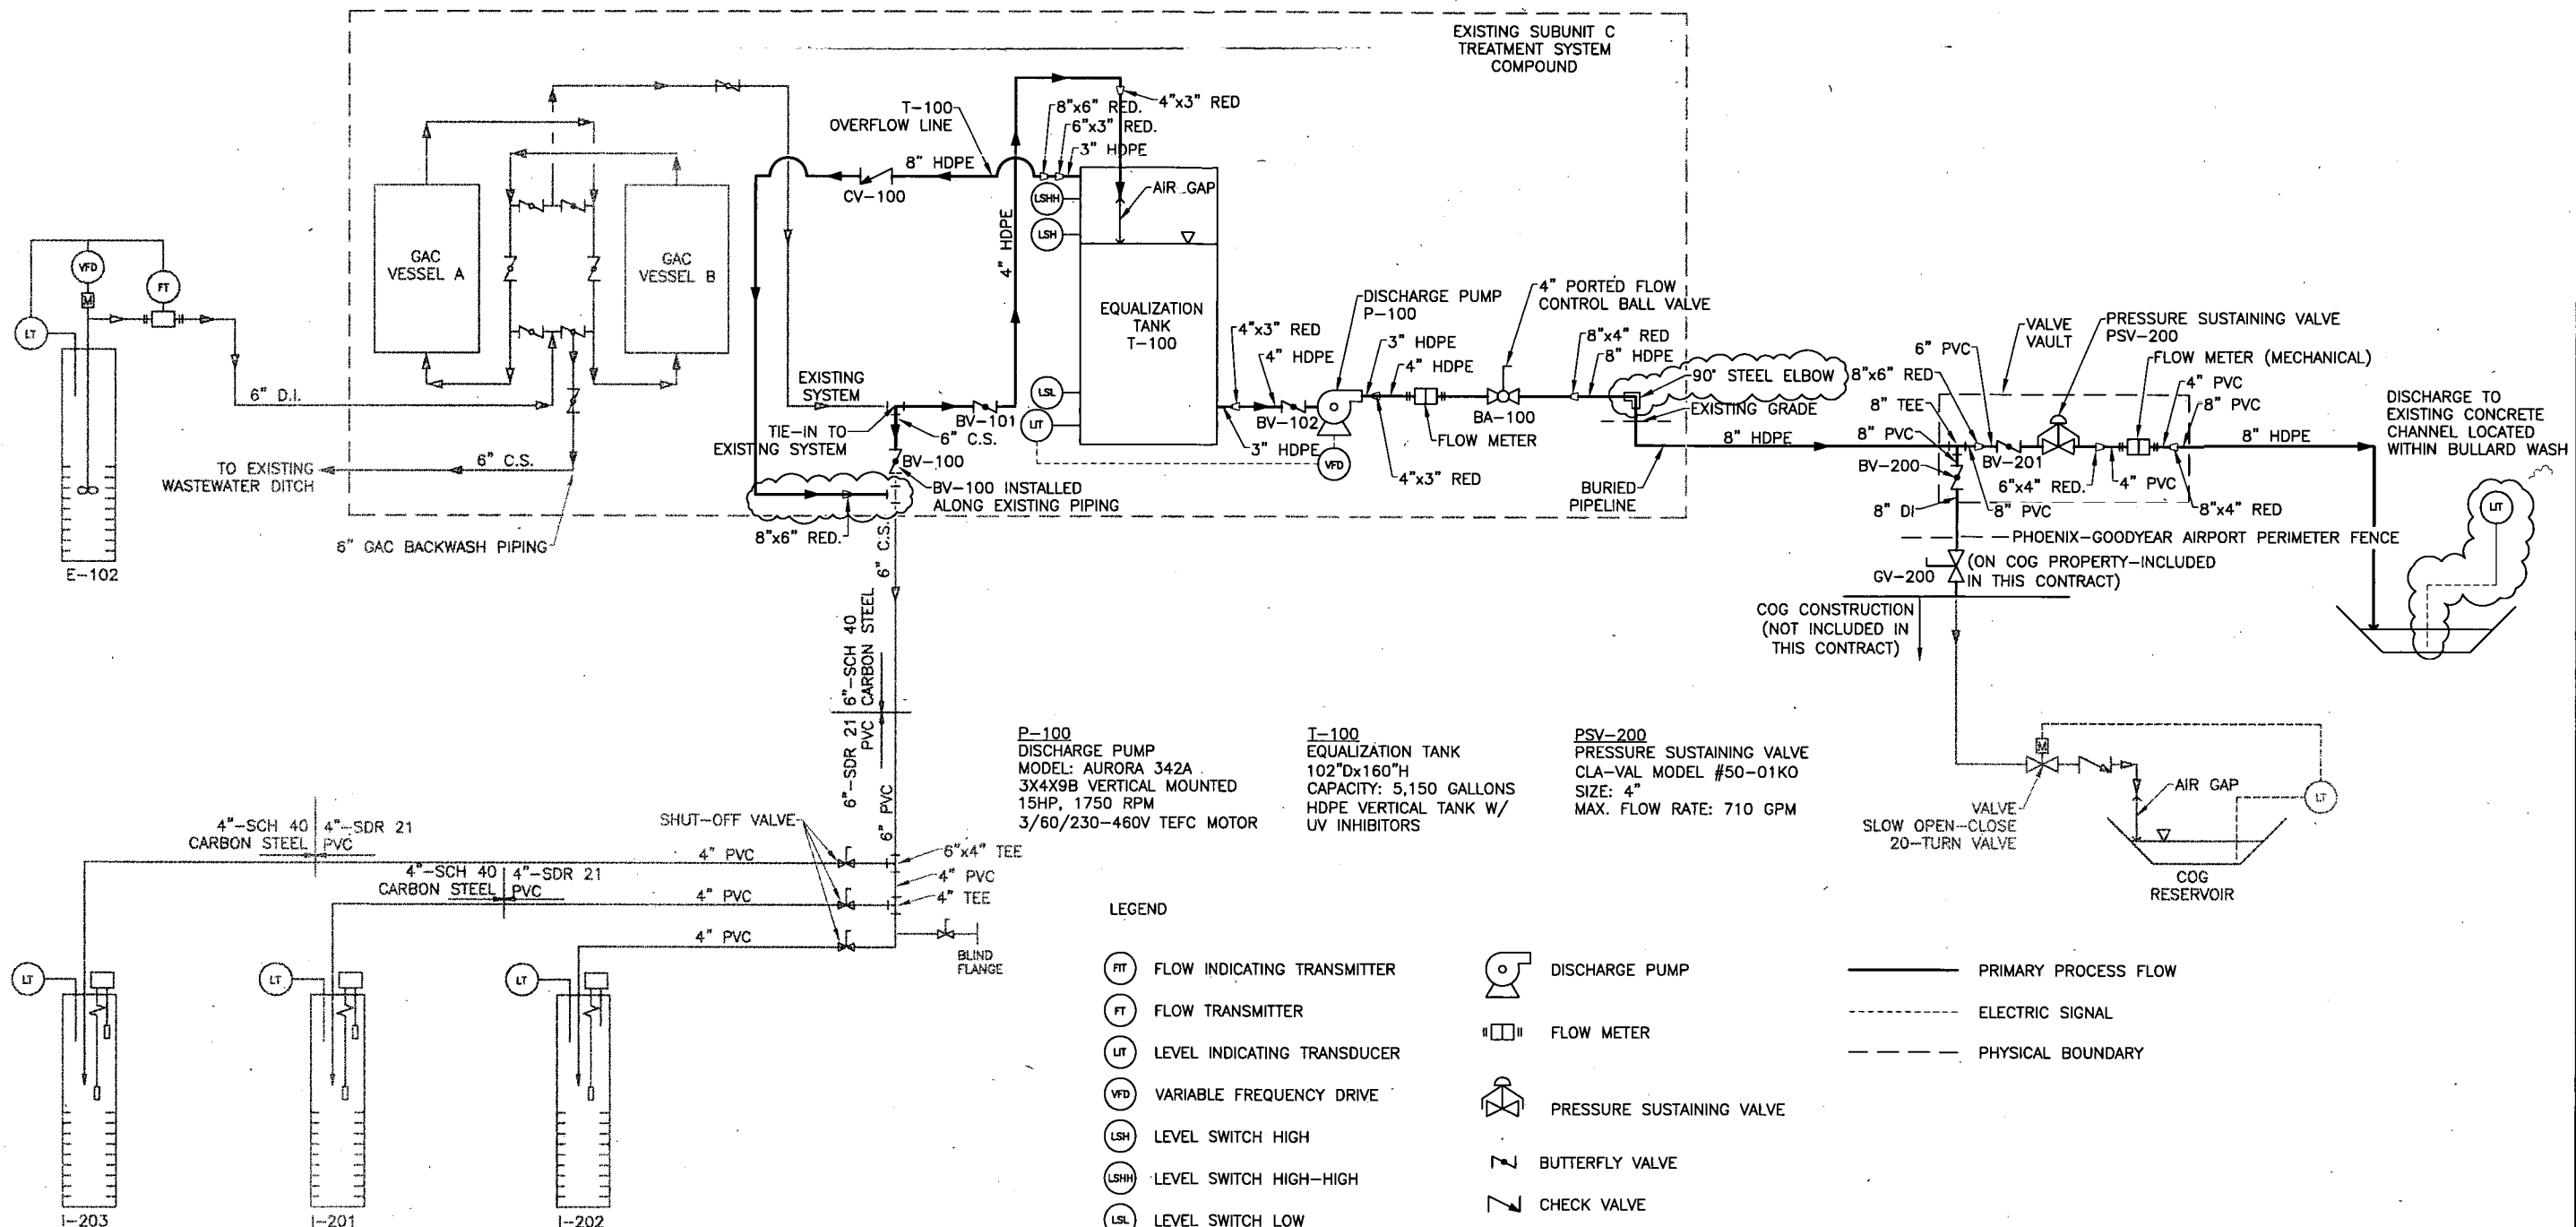 EXISTING SUBUNIT C
TREATMENT SYSTEM
COMPOUND
T-100
OVERFLOW LINE
8"x6" RED.
6"x3" RED.
3" HDPE
4"x3" RED
8" HDPE
CV-100
LSHH
LSH
AIR GAP
4" HDPE
GAC
VESSEL A
GAC
VESSEL B
VFD
M
FT
LT
6" D.I.
E-102
EXISTING
SYSTEM
TIE-IN TO
EXISTING SYSTEM
BV-101
6" C.S.
BV-100
BV-100 INSTALLED
ALONG EXISTING PIPING
8"x6" RED.
TO EXISTING
WASTEWATER DITCH
6" C.S.
6" GAC BACKWASH PIPING
EQUALIZATION
TANK
T-100
LSL
LIT
4"x3" RED
4" HDPE
BV-102
3" HDPE
DISCHARGE PUMP
P-100
3" HDPE
4" HDPE
VFD
4"x3" RED
FLOW METER
4" PORTED FLOW
CONTROL BALL VALVE
BA-100
8"x4" RED
8" HDPE
90° STEEL ELBOW
EXISTING GRADE
8" HDPE
BURIED
PIPELINE
VALVE
VAULT
PRESSURE SUSTAINING VALVE
PSV-200
FLOW METER (MECHANICAL)
6" PVC
8"x6" RED
8" TEE
8" PVC
BV-200
BV-201
6"x4" RED.
4" PVC
4" PVC
8" PVC
8" HDPE
8"x4" RED
8" DI
8" PVC
DISCHARGE TO
EXISTING CONCRETE
CHANNEL LOCATED
WITHIN BULLARD WASH
LIT
PHOENIX-GOODYEAR AIRPORT PERIMETER FENCE
GV-200
(ON COG PROPERTY-INCLUDED
IN THIS CONTRACT)
COG CONSTRUCTION
(NOT INCLUDED IN
THIS CONTRACT)
M
VALVE
SLOW OPEN-CLOSE
20-TURN VALVE
AIR GAP
LT
COG
RESERVOIR
6" C.S.
6"-SCH 40
CARBON STEEL
6"-SDR 21
PVC
6" PVC
P-100
DISCHARGE PUMP
MODEL: AURORA 342A
3X4X9B VERTICAL MOUNTED
15HP, 1750 RPM
3/60/230-460V TEFC MOTOR
T-100
EQUALIZATION TANK
102"Dx160"H
CAPACITY: 5,150 GALLONS
HDPE VERTICAL TANK W/
UV INHIBITORS
PSV-200
PRESSURE SUSTAINING VALVE
CLA-VAL MODEL #50-01KO
SIZE: 4"
MAX. FLOW RATE: 710 GPM
SHUT-OFF VALVE
4"-SCH 40
CARBON STEEL
4"-SDR 21
PVC
4" PVC
6"x4" TEE
4"-SCH 40
CARBON STEEL
4"-SDR 21
PVC
4" PVC
4" PVC
4" TEE
4" PVC
BLIND
FLANGE
LT
LT
LT
I-203
I-201
I-202
LEGEND
FIT FLOW INDICATING TRANSMITTER
FT FLOW TRANSMITTER
LIT LEVEL INDICATING TRANSDUCER
VFD VARIABLE FREQUENCY DRIVE
LSH LEVEL SWITCH HIGH
LSHH LEVEL SWITCH HIGH-HIGH
LSL LEVEL SWITCH LOW
DISCHARGE PUMP
FLOW METER
PRESSURE SUSTAINING VALVE
BUTTERFLY VALVE
CHECK VALVE
PRIMARY PROCESS FLOW
ELECTRIC SIGNAL
PHYSICAL BOUNDARY